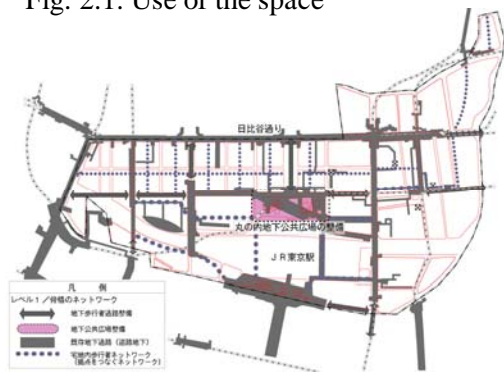 Fig. 2.1. Use of the space
日比谷通り
丸の内地下公共広場の整備
JR東京駅
凡　例
レベル1／骨格のネットワーク
地下歩行者通路整備
地下公共広場整備
既存地下通路（道路地下）
宅地内歩行者ネットワーク
（拠点をつなぐネットワーク）